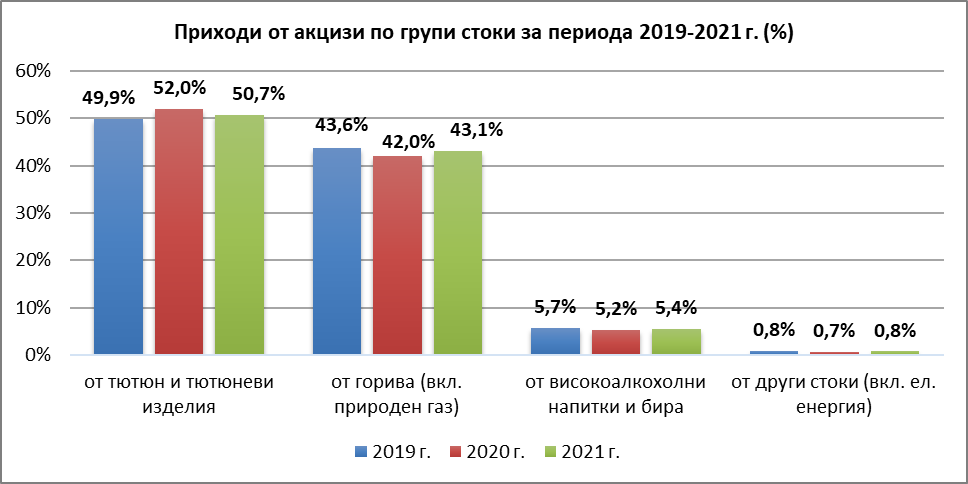 Приходи от акцизи по групи стоки за периода 2019-2021 г. (%)
60%
50%
40%
30%
20%
10%
0%
49,9%
52,0%
50,7%
43,6%
42,0%
43,1%
5,7%
5,2%
5,4%
0,8%
0,7%
0,8%
от тютюн и тютюневи
изделия
от горива (вкл.
природен газ)
от високоалкохолни
напитки и бира
от други стоки (вкл. ел.
енергия)
2019 г.
2020 г.
2021 г.